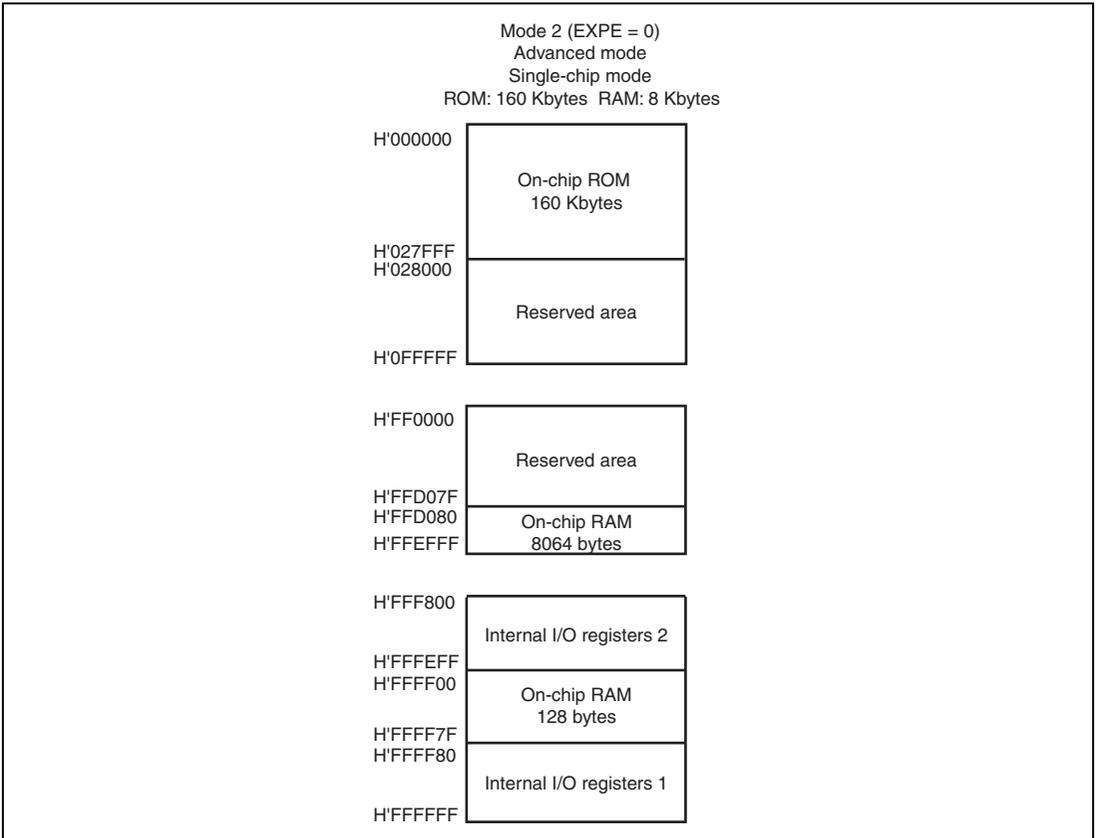 Mode 2 (EXPE = 0)
Advanced mode
Single-chip mode
ROM: 160 Kbytes  RAM: 8 Kbytes
H'000000
On-chip ROM
160 Kbytes
H'027FFF
H'028000
Reserved area
H'0FFFFF
H'FF0000
Reserved area
H'FFD07F
H'FFD080
On-chip RAM
8064 bytes
H'FFEFFF
H'FFF800
Internal I/O registers 2
H'FFFEFF
H'FFFF00
On-chip RAM
128 bytes
H'FFFF7F
H'FFFF80
Internal I/O registers 1
H'FFFFFF